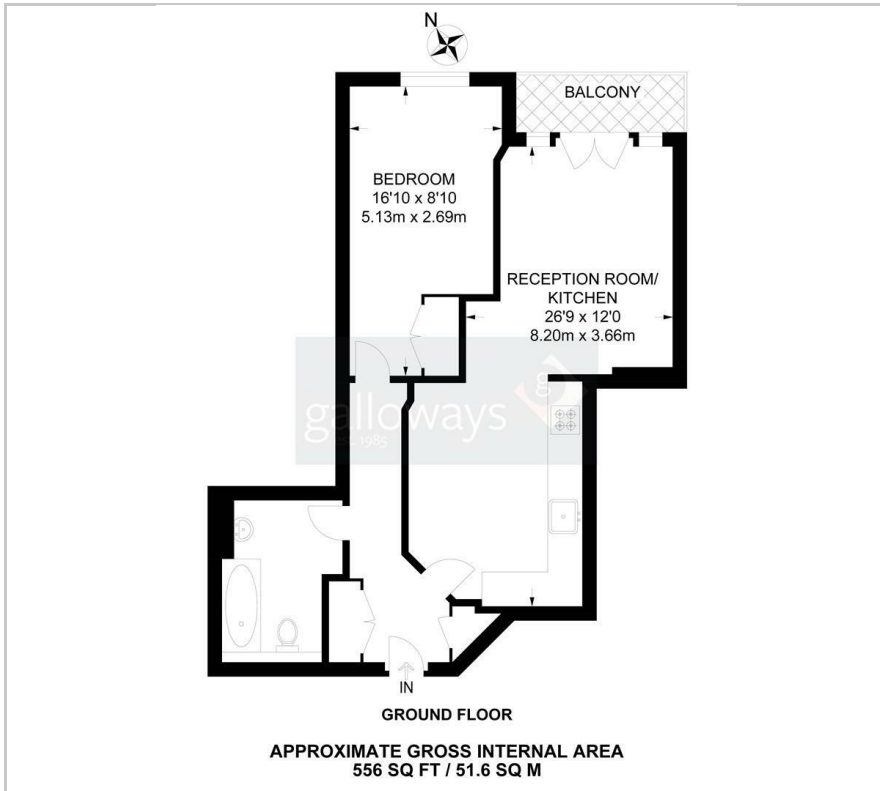 N
BALCONY
BEDROOM
16'10 x 8'10
5.13m x 2.69m
RECEPTION ROOM/
KITCHEN
26'9 x 12'0
8.20m x 3.66m
g
galloways
est. 1985
IN
GROUND FLOOR
APPROXIMATE GROSS INTERNAL AREA
556 SQ FT / 51.6 SQ M